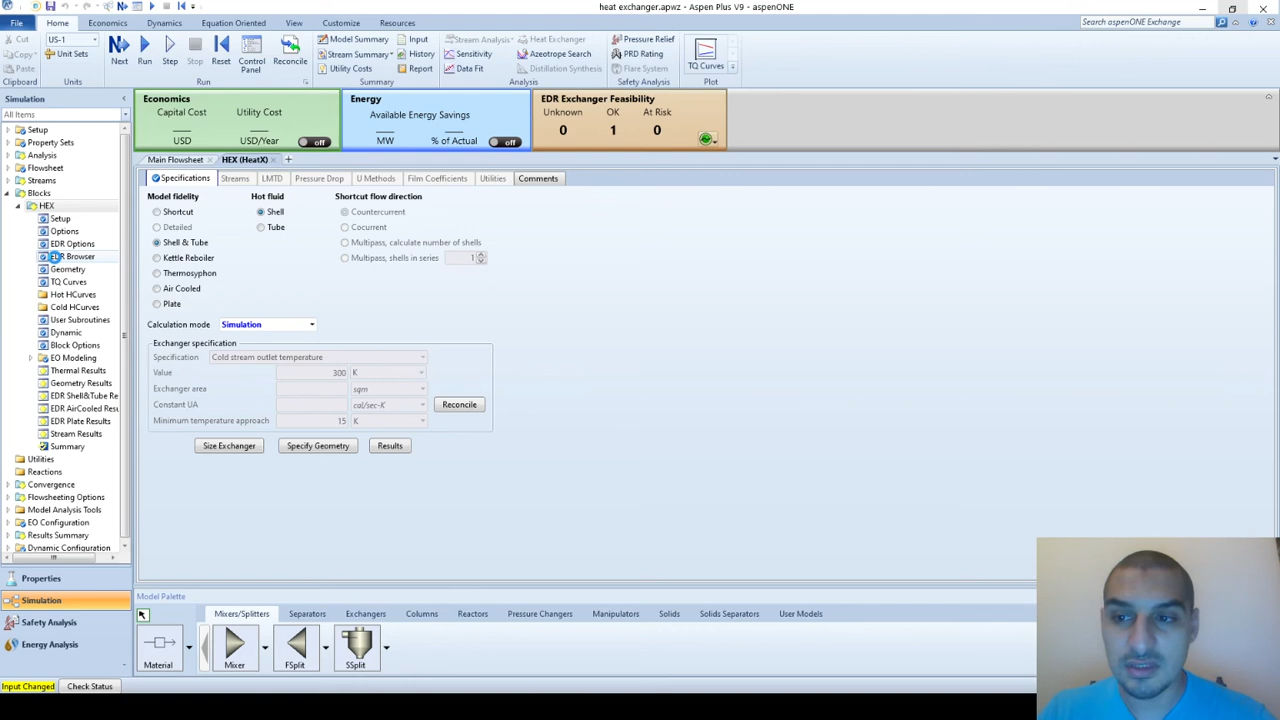 heat exchanger.apwz - Aspen Plus V9 - aspenONE
File Home Economics Dynamics Equation Oriented View Customize Resources
Search aspenONE Exchange
Cut
Copy
Paste
Clipboard
US-1
Unit Sets
Units
Next Run Step Stop Reset Control Panel Reconcile
Run
Model Summary Input
Stream Summary History
Utility Costs Report
Summary
Stream Analysis Heat Exchanger
Sensitivity Azeotrope Search
Data Fit Distillation Synthesis
Analysis
Pressure Relief
PRD Rating
Flare System
Safety Analysis
TQ Curves
Plot
Simulation
All Items
Setup
Property Sets
Analysis
Flowsheet
Streams
Blocks
HEX
Setup
Options
EDR Options
EDR Browser
Geometry
TQ Curves
Hot HCurves
Cold HCurves
User Subroutines
Dynamic
Block Options
EO Modeling
Thermal Results
Geometry Results
EDR Shell&Tube Re
EDR AirCooled Resu
EDR Plate Results
Stream Results
Summary
Utilities
Reactions
Convergence
Flowsheeting Options
Model Analysis Tools
EO Configuration
Results Summary
Dynamic Configuration
Properties
Simulation
Safety Analysis
Energy Analysis
Economics
Capital Cost Utility Cost
USD USD/Year off
Energy
Available Energy Savings
MW % of Actual off
EDR Exchanger Feasibility
Unknown OK At Risk
0 1 0
Main Flowsheet HEX (HeatX)
Specifications Streams LMTD Pressure Drop U Methods Film Coefficients Utilities Comments
Model fidelity
Shortcut
Detailed
Shell & Tube
Kettle Reboiler
Thermosyphon
Air Cooled
Plate
Hot fluid
Shell
Tube
Shortcut flow direction
Countercurrent
Cocurrent
Multipass, calculate number of shells
Multipass, shells in series 1
Calculation mode Simulation
Exchanger specification
Specification Cold stream outlet temperature
Value 300 K
Exchanger area sqm
Constant UA cal/sec-K Reconcile
Minimum temperature approach 15 K
Size Exchanger Specify Geometry Results
Model Palette
Mixers/Splitters Separators Exchangers Columns Reactors Pressure Changers Manipulators Solids Solids Separators User Models
Material Mixer FSplit SSplit
Input Changed Check Status